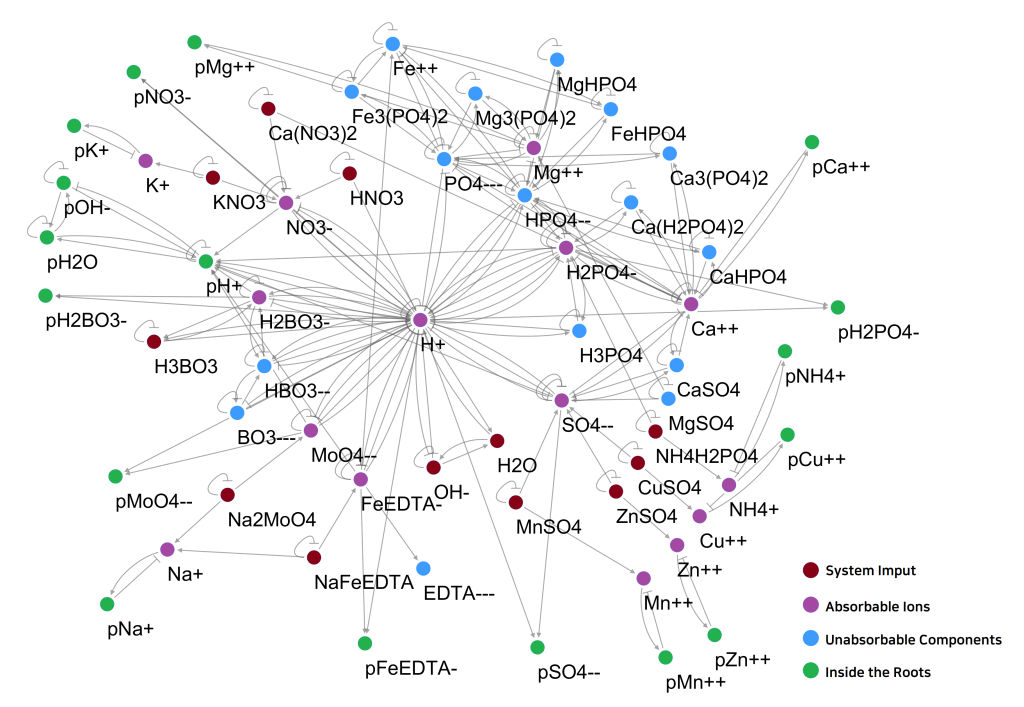 Fe++
pMg++
MgHPO4
pNO3-
Fe3(PO4)2
Mg3(PO4)2
Ca(NO3)2
FeHPO4
pK+
Mg++
PO4---
Ca3(PO4)2
pCa++
K+
KNO3
HNO3
pOH-
NO3-
HPO4--
Ca(H2PO4)2
pH2O
H2PO4-
CaHPO4
pH+
pH2BO3-
H2BO3-
H+
Ca++
pH2PO4-
H3BO3
H3PO4
pNH4+
HBO3--
CaSO4
BO3---
SO4--
MgSO4
MoO4--
H2O
NH4H2PO4
pCu++
pMoO4--
FeEDTA-
OH-
CuSO4
NH4+
Na2MoO4
MnSO4
ZnSO4
Cu++
Na+
NaFeEDTA
EDTA---
Zn++
System Imput
Mn++
Absorbable Ions
pNa+
Unabsorbable Components
pFeEDTA-
pSO4--
pZn++
Inside the Roots
pMn++